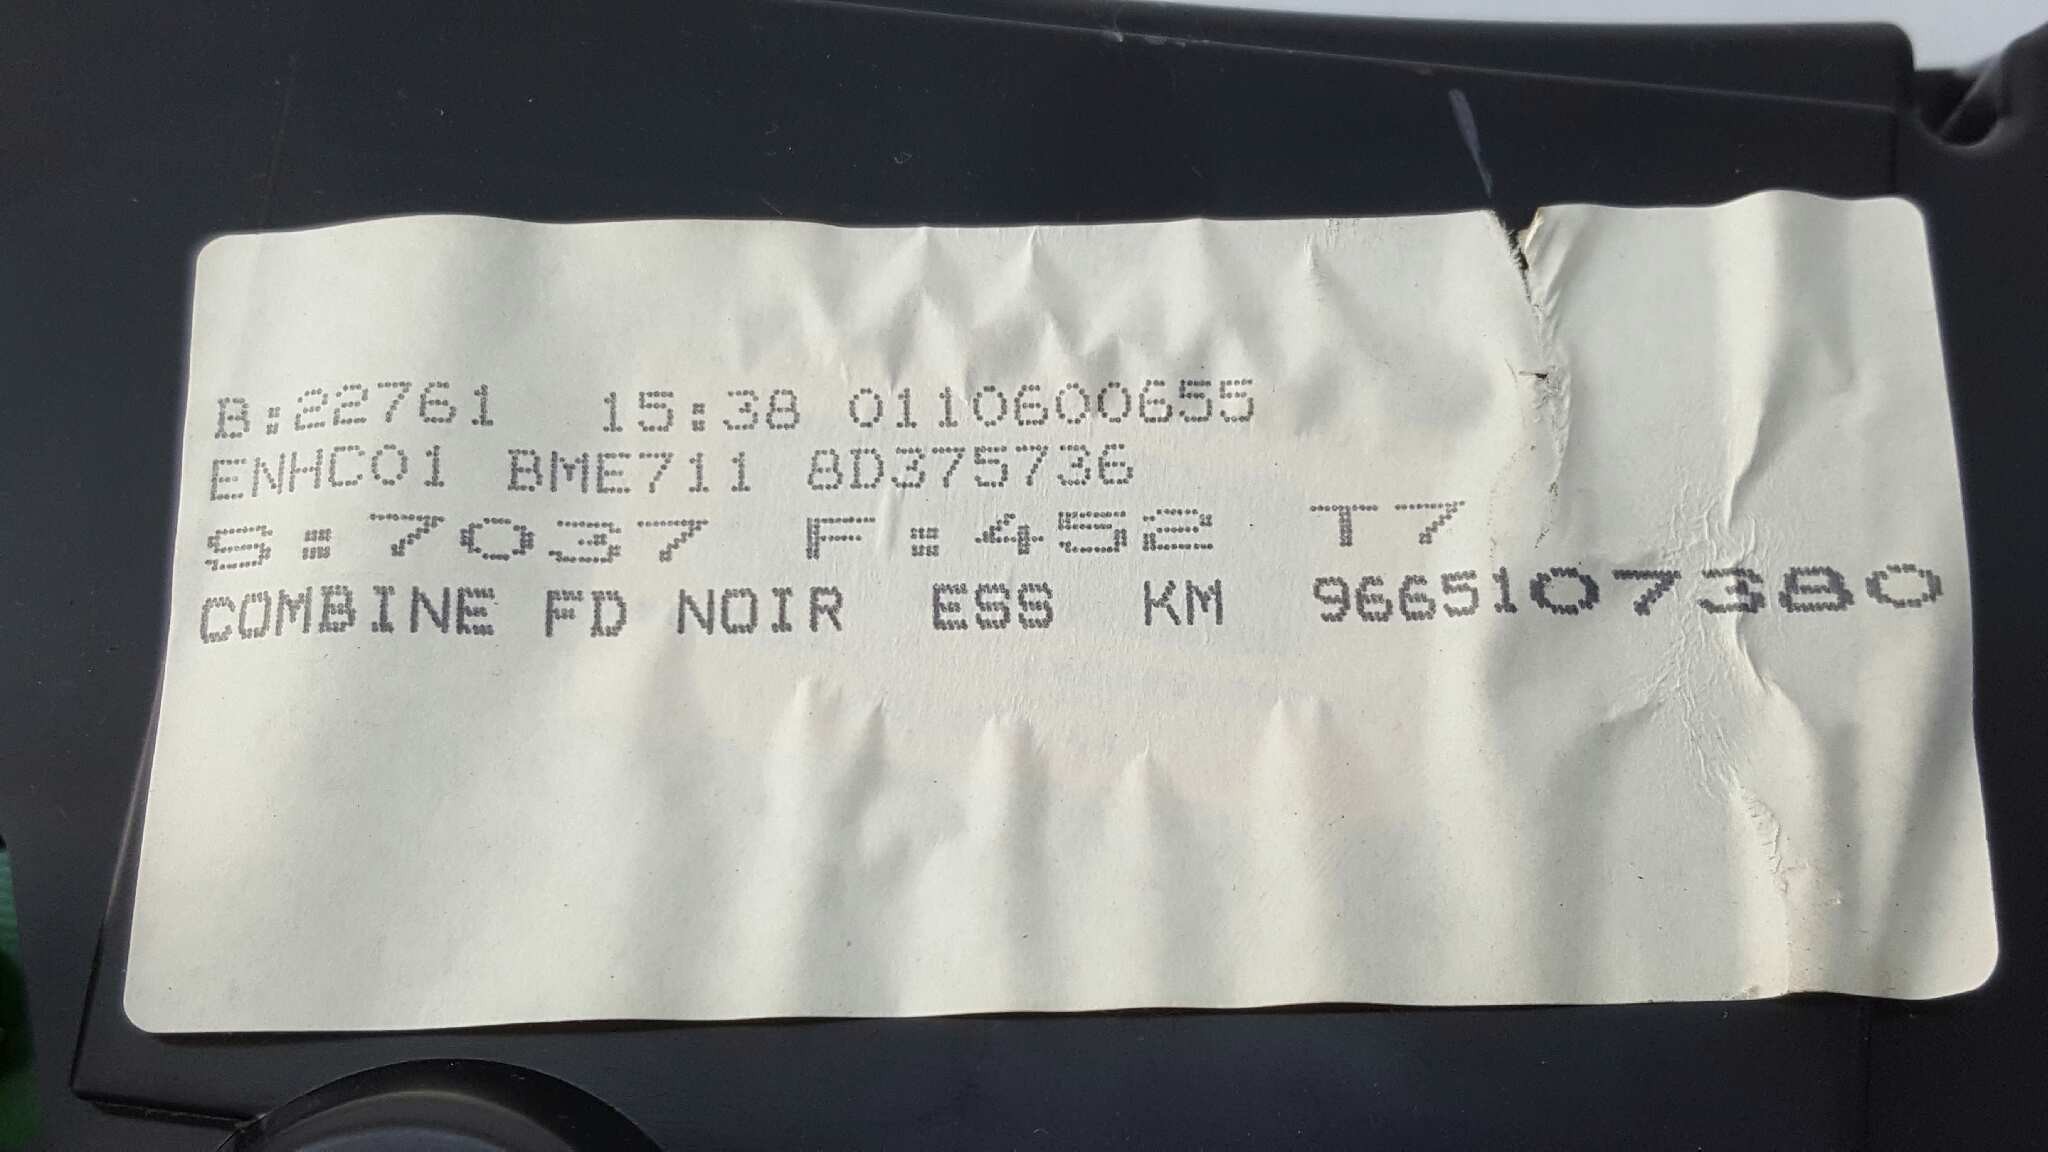 B:22761 15:38 0110600655
ENHC01 BME711 8D375736
S:7037 F:452 T7
COMBINE FD NOIR ESS KM 9665107380